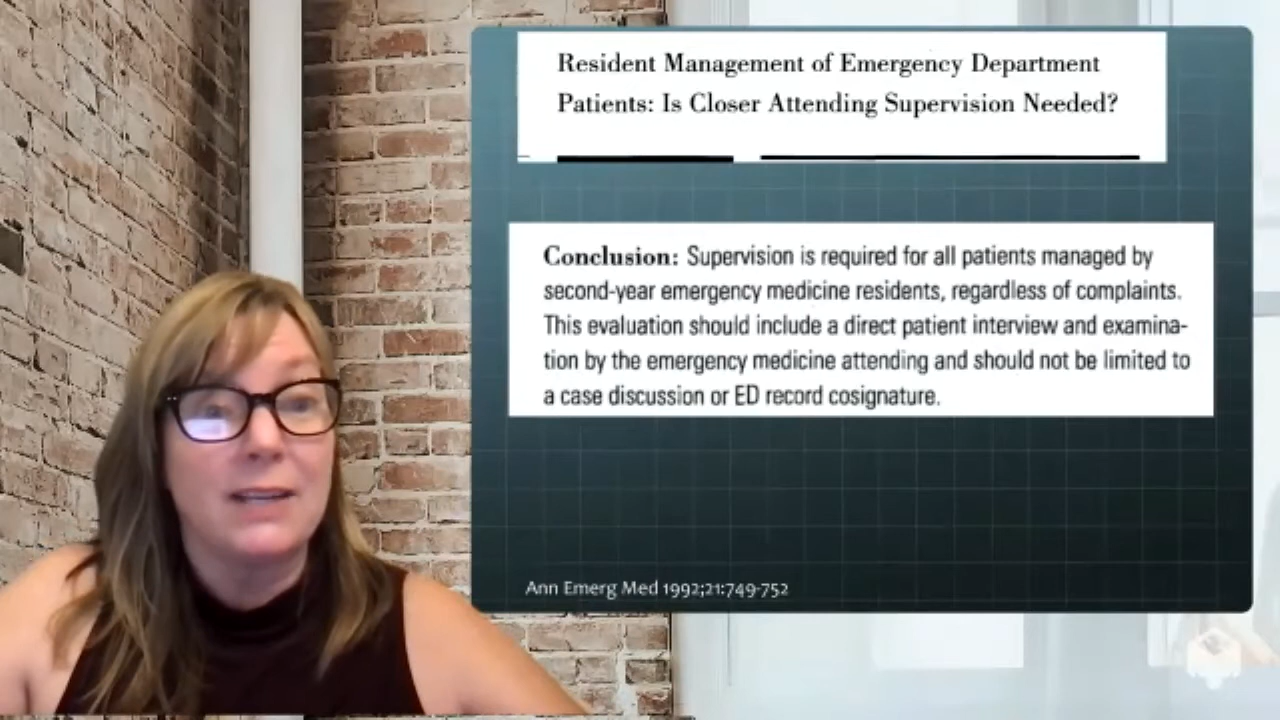 Resident Management of Emergency Department
Patients: Is Closer Attending Supervision Needed?
Conclusion: Supervision is required for all patients managed by
second-year emergency medicine residents, regardless of complaints.
This evaluation should include a direct patient interview and examina-
tion by the emergency medicine attending and should not be limited to
a case discussion or ED record cosignature.
Ann Emerg Med 1992;21:749-752